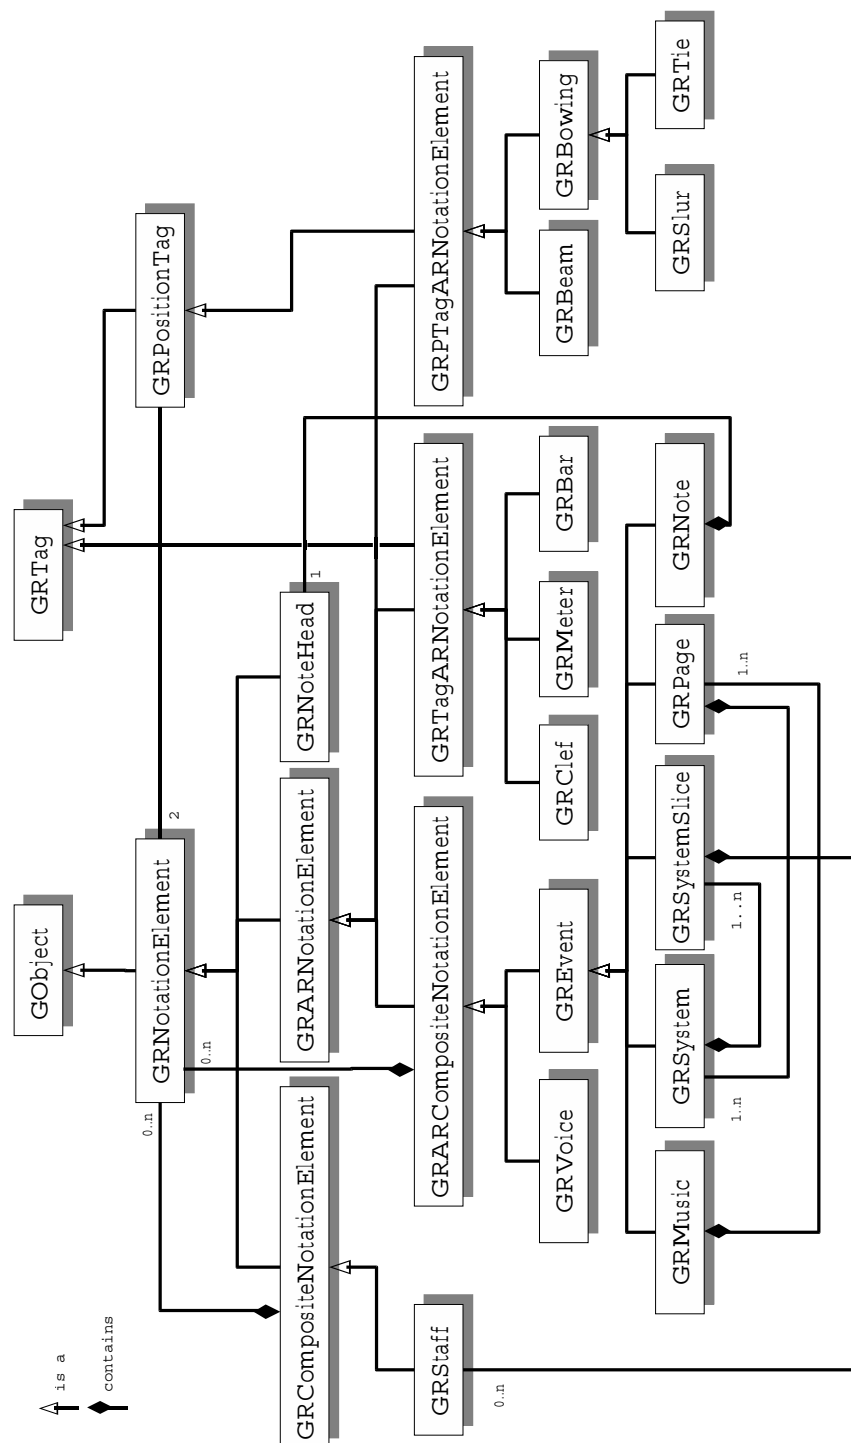 is a
contains
GObject
GRTag
GRNotationElement
0..n
0..n
2
GRPositionTag
GRCompositeNotationElement
GRARNotationElement
GRNoteHead
1
GRStaff
0..n
GRARCompositeNotationElement
GRTagARNotationElement
GRPTagARNotationElement
GRVoice
GREvent
GRClef
GRMeter
GRBar
GRBeam
GRBowing
GRMusic
GRSystem
1..n
GRSystemSlice
1...n
GRPage
1..n
GRNote
GRSlur
GRTie